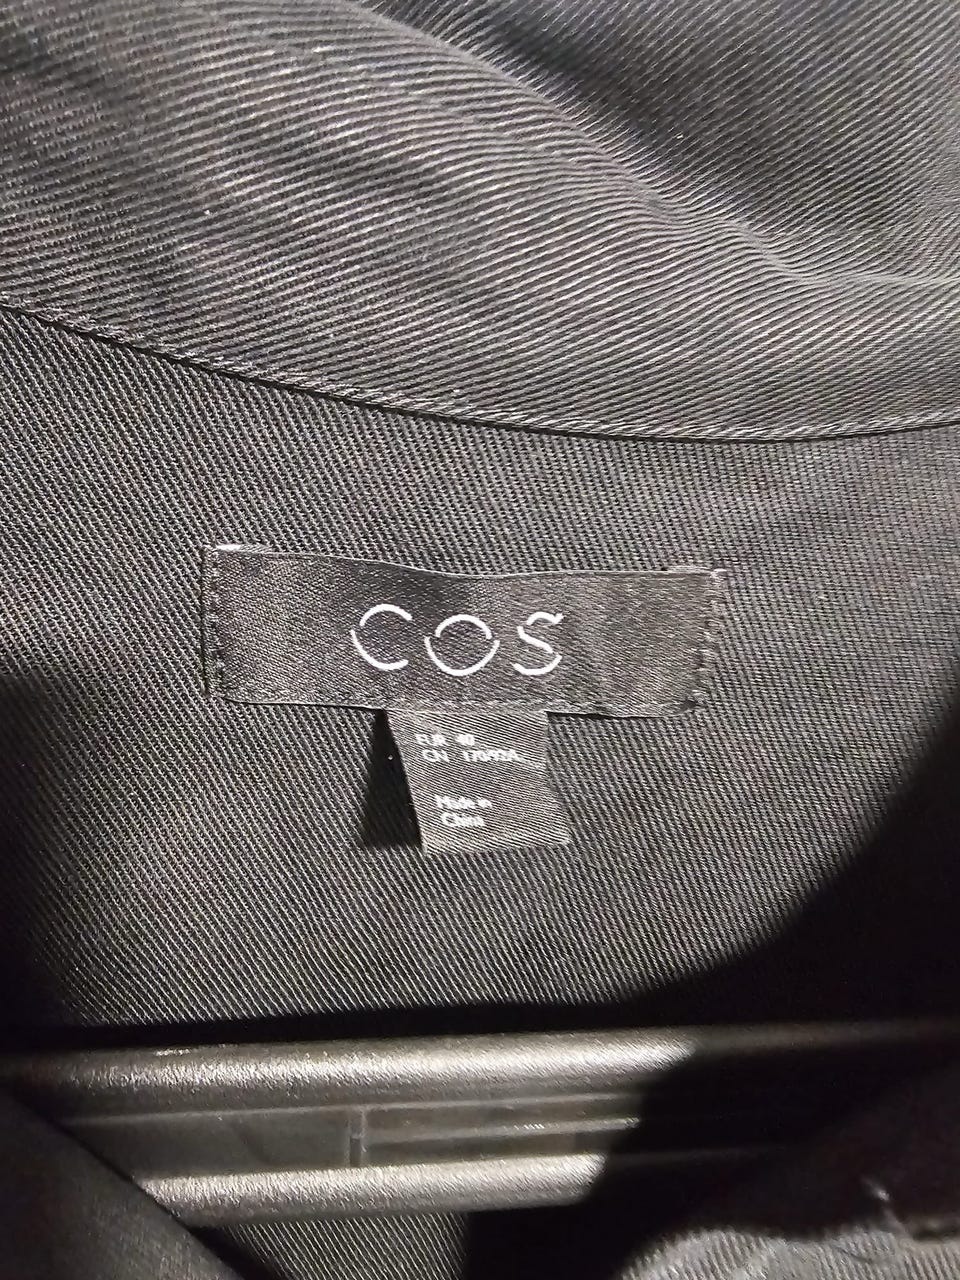 COS
EUR 40
CN 170/92A
Made in
China